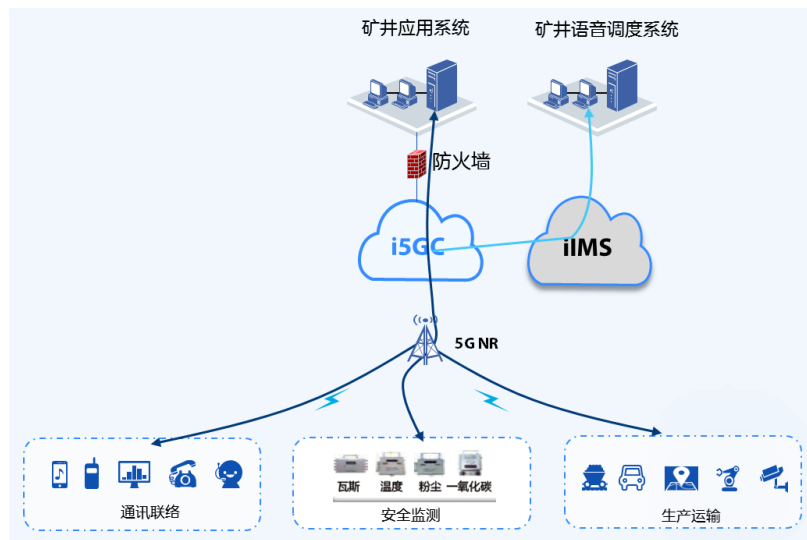 矿井应用系统
矿井语音调度系统
防火墙
i5GC
iIMS
5G NR
瓦斯 温度 粉尘 一氧化碳
通讯联络
安全监测
生产运输